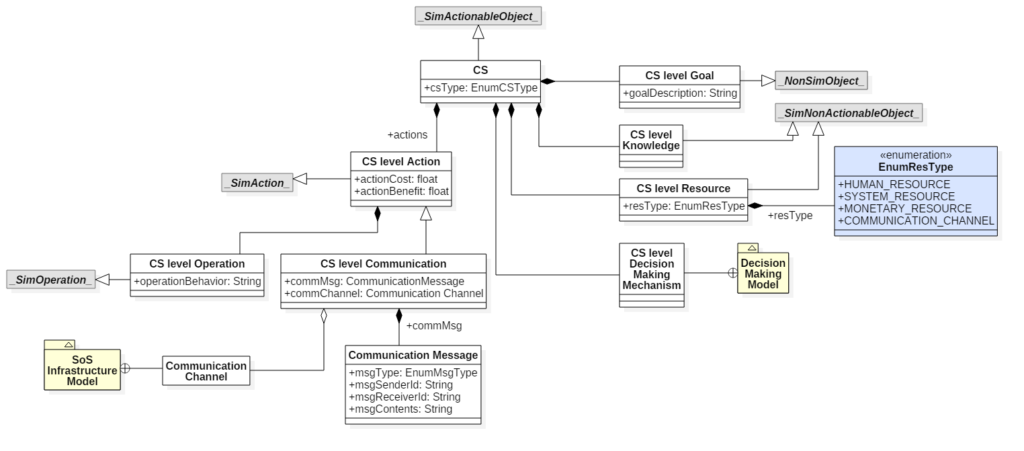 _SimActionableObject_
CS
+csType: EnumCSType
CS level Goal
+goalDescription: String
_NonSimObject_
_SimNonActionableObject_
+actions
CS level
Knowledge
«enumeration»
EnumResType
+HUMAN_RESOURCE
+SYSTEM_RESOURCE
+MONETARY_RESOURCE
+COMMUNICATION_CHANNEL
CS level Action
+actionCost: float
+actionBenefit: float
_SimAction_
CS level Resource
+resType: EnumResType
+resType
CS level Operation
+operationBehavior: String
_SimOperation_
CS level Communication
+commMsg: CommunicationMessage
+commChannel: Communication Channel
CS level
Decision
Making
Mechanism
Decision
Making
Model
+commMsg
SoS
Infrastructure
Model
Communication
Channel
Communication Message
+msgType: EnumMsgType
+msgSenderId: String
+msgReceiverId: String
+msgContents: String